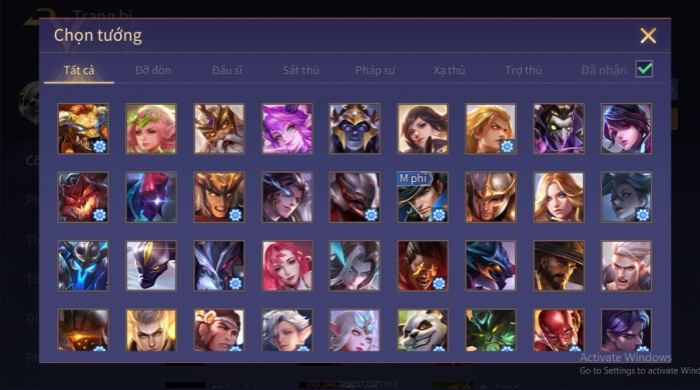 Trang bị
Chọn tướng
Tất cả
Đỡ đòn
Đấu sĩ
Sát thủ
Pháp sư
Xạ thủ
Trợ thủ
Đã nhận
M phí
Activate Windows
Go to Settings to activate Wind